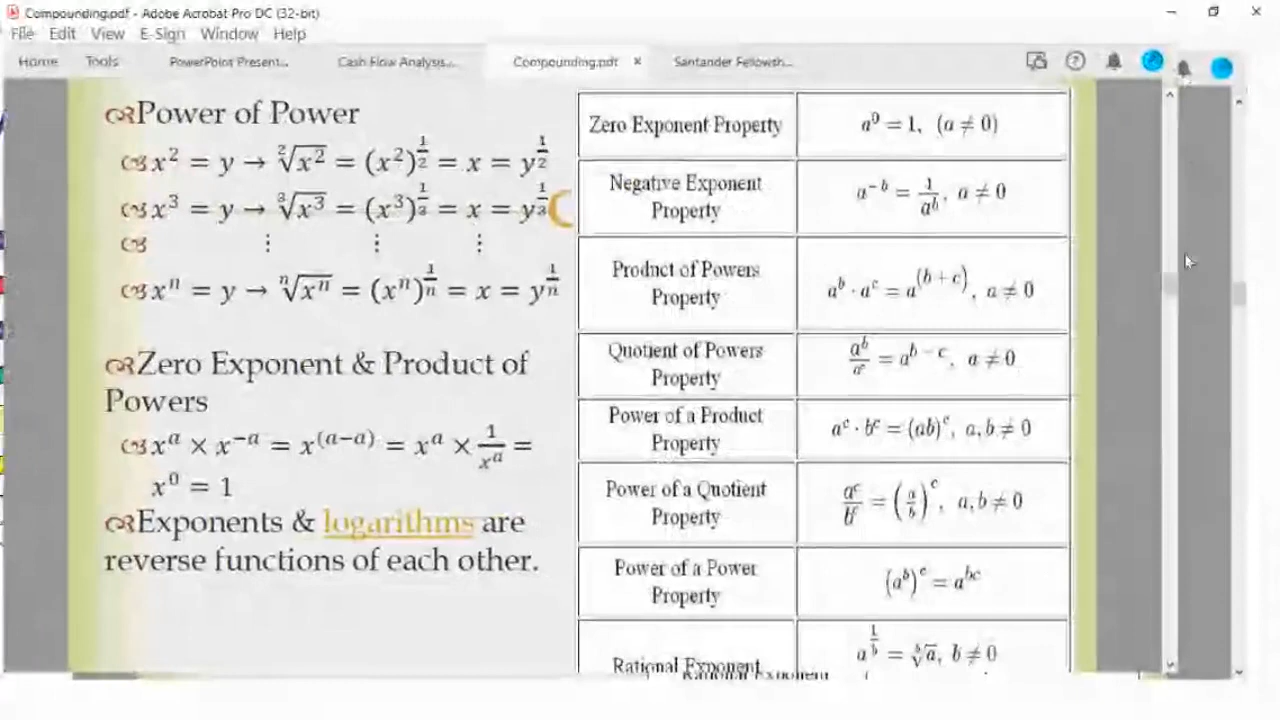 Compounding.pdf - Adobe Acrobat Pro DC (32-bit)
File Edit View E-Sign Window Help
Home Tools PowerPoint Present... Cash Flow Analysis... Compounding.pdf × Santander Fellowsh...
Power of Power
x² = y → ²√x² = (x²)^(1/2) = x = y^(1/2)
x³ = y → ³√x³ = (x³)^(1/3) = x = y^(1/3)
⋮ ⋮ ⋮
xⁿ = y → ⁿ√xⁿ = (xⁿ)^(1/n) = x = y^(1/n)
Zero Exponent & Product of
Powers
x^a × x^(-a) = x^(a-a) = x^a × 1/x^a =
x⁰ = 1
Exponents & logarithms are
reverse functions of each other.
Zero Exponent Property a⁰ = 1, (a ≠ 0)
Negative Exponent
Property
a^(-b) = 1/a^b, a ≠ 0
Product of Powers
Property
a^b · a^c = a^(b+c), a ≠ 0
Quotient of Powers
Property
a^b/a^c = a^(b-c), a ≠ 0
Power of a Product
Property
a^c · b^c = (ab)^c, a, b ≠ 0
Power of a Quotient
Property
a^c/b^c = (a/b)^c, a, b ≠ 0
Power of a Power
Property
(a^b)^c = a^(bc)
Rational Exponent
a^(1/b) = ᵇ√a, b ≠ 0
Rational Exponent